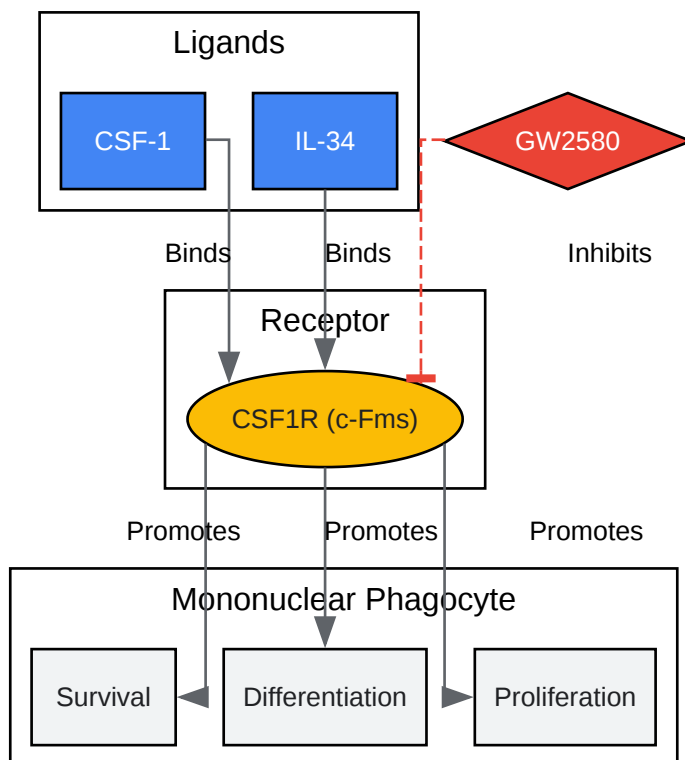 Ligands
CSF-1
IL-34
GW2580
Binds
Binds
Inhibits
Receptor
CSF1R (c-Fms)
Promotes
Promotes
Promotes
Mononuclear Phagocyte
Survival
Differentiation
Proliferation